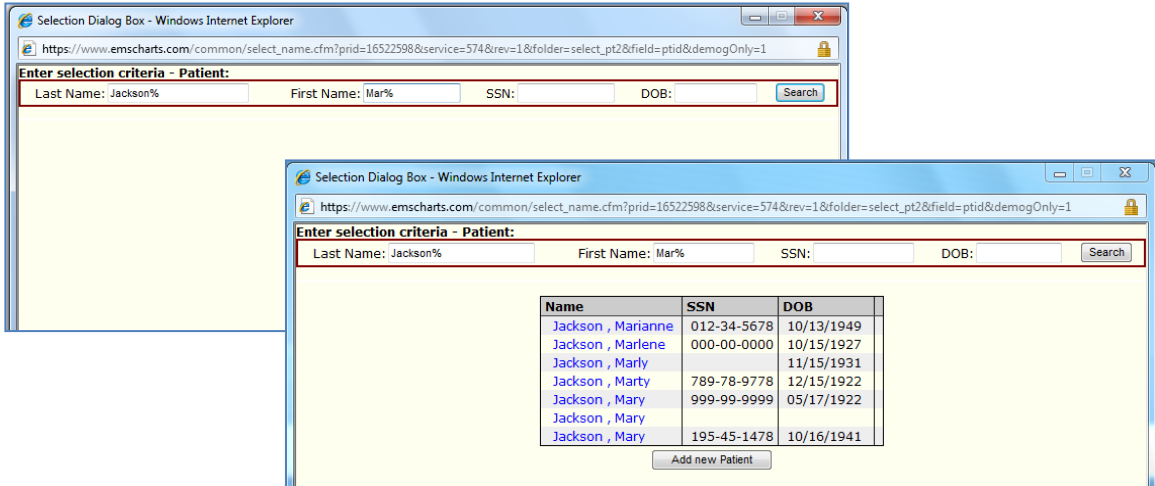 Selection Dialog Box - Windows Internet Explorer
https://www.emscharts.com/common/select_name.cfm?prid=16522598&service=574&rev=1&folder=select_pt2&field=ptid&demogOnly=1
Enter selection criteria - Patient:
Last Name: Jackson% First Name: Mar% SSN: DOB: Search
Selection Dialog Box - Windows Internet Explorer
https://www.emscharts.com/common/select_name.cfm?prid=16522598&service=574&rev=1&folder=select_pt2&field=ptid&demogOnly=1
Enter selection criteria - Patient:
Last Name: Jackson% First Name: Mar% SSN: DOB: Search
Name SSN DOB
Jackson , Marianne 012-34-5678 10/13/1949
Jackson , Marlene 000-00-0000 10/15/1927
Jackson , Marly 11/15/1931
Jackson , Marty 789-78-9778 12/15/1922
Jackson , Mary 999-99-9999 05/17/1922
Jackson , Mary
Jackson , Mary 195-45-1478 10/16/1941
Add new Patient